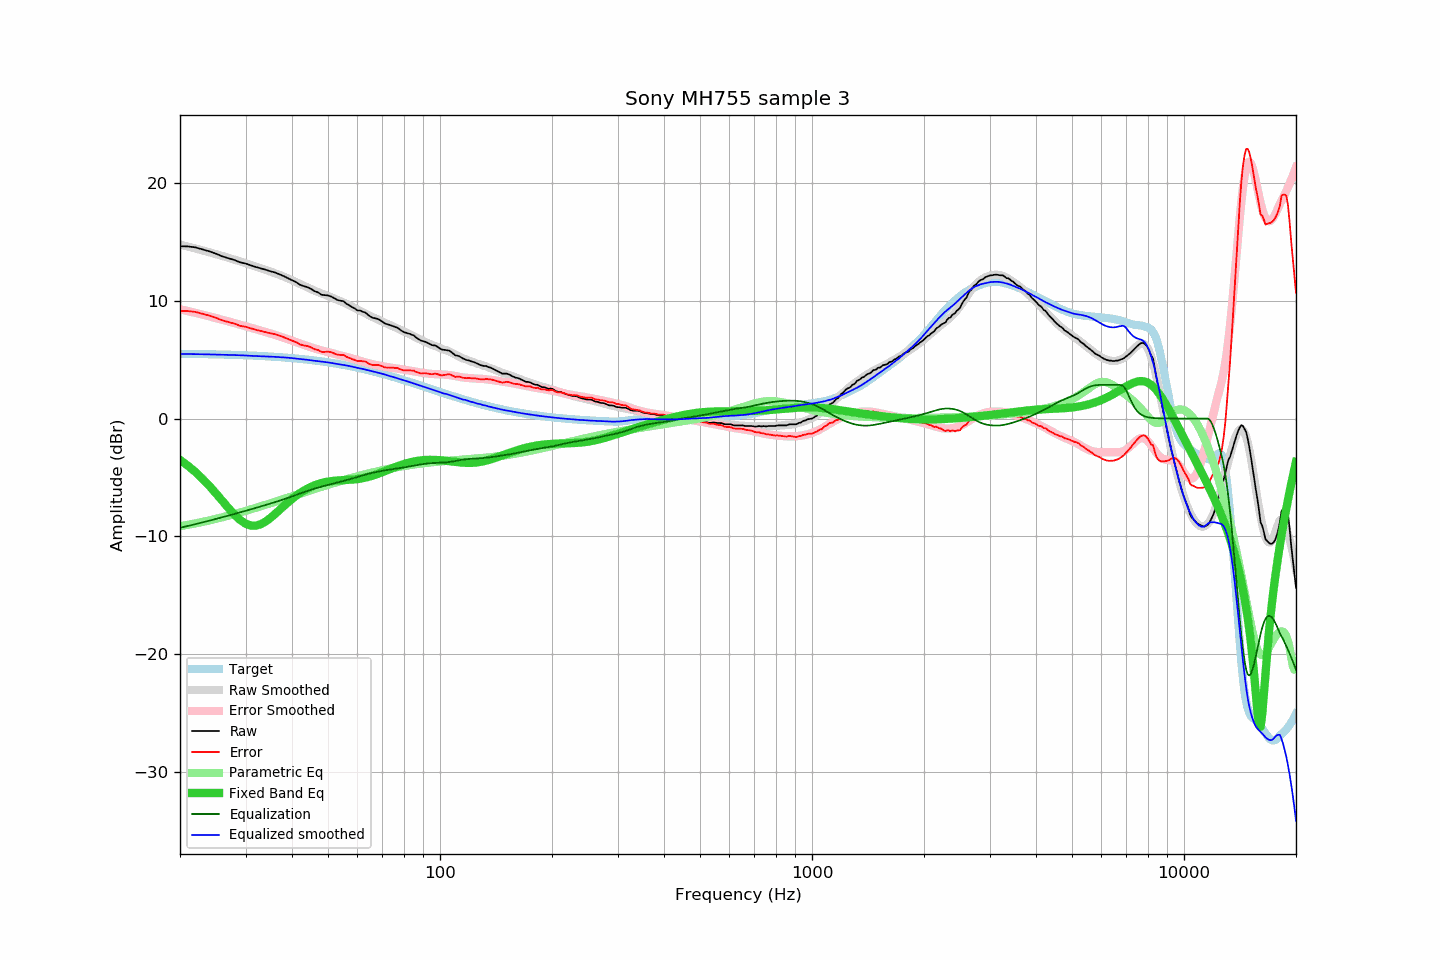 Sony MH755 sample 3
Amplitude (dBr)
20
10
0
−10
−20
−30
Target
Raw Smoothed
Error Smoothed
Raw
Error
Parametric Eq
Fixed Band Eq
Equalization
Equalized smoothed
100
1000
10000
Frequency (Hz)